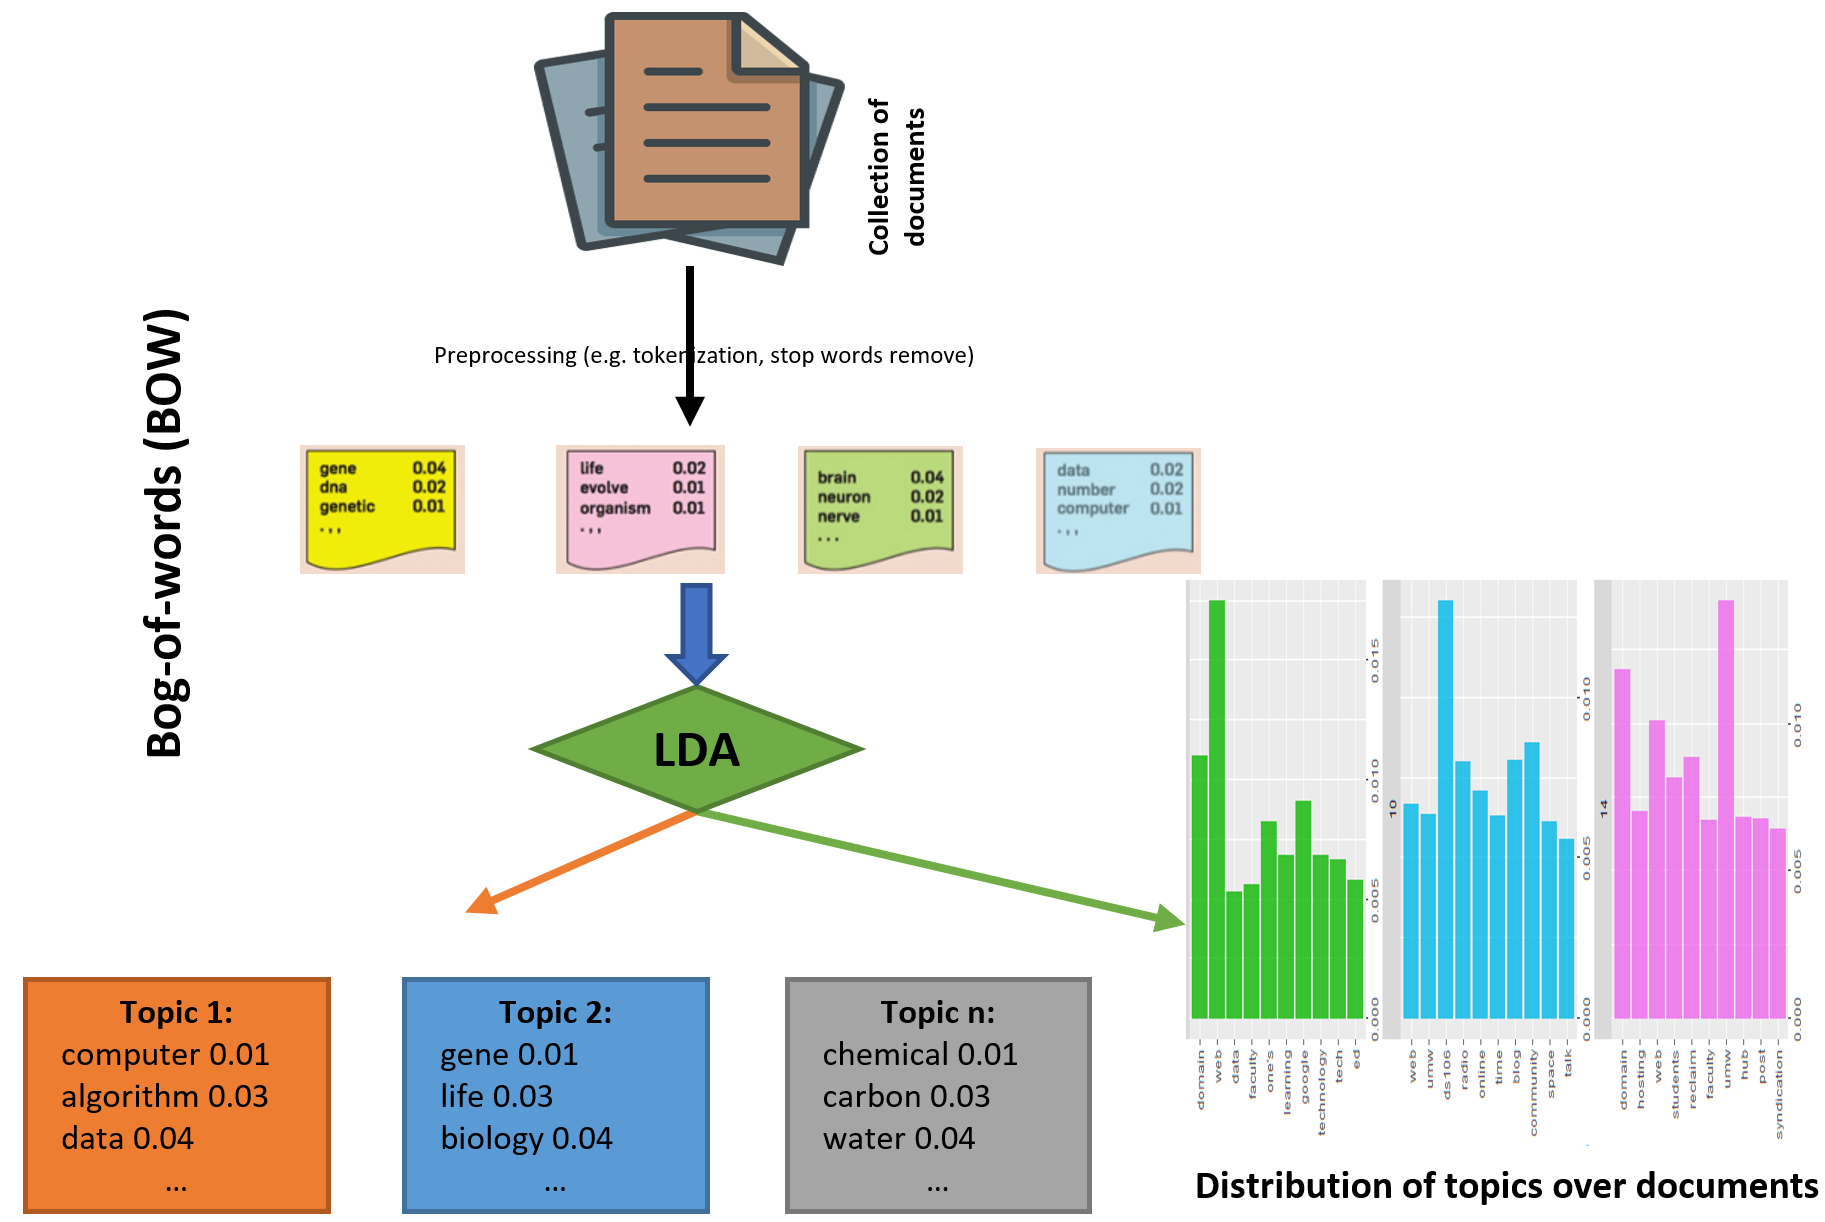 Collection of
documents
Bog-of-words (BOW)
Preprocessing (e.g. tokenization, stop words remove)
gene 0.04
dna 0.02
genetic 0.01
. , ,
life 0.02
evolve 0.01
organism 0.01
. , ,
brain 0.04
neuron 0.02
nerve 0.01
...
data 0.02
number 0.02
computer 0.01
. , ,
LDA
Topic 1:
computer 0.01
algorithm 0.03
data 0.04
...
Topic 2:
gene 0.01
life 0.03
biology 0.04
...
Topic n:
chemical 0.01
carbon 0.03
water 0.04
...
0.015
0.010
0.005
0.000
domain
web
data
faculty
one's
learning
google
technology
tech
ed
10
0.010
0.005
0.000
web
umw
ds106
radio
online
time
blog
community
space
talk
14
0.010
0.005
0.000
domain
hosting
web
students
reclaim
faculty
umw
hub
post
syndication
Distribution of topics over documents